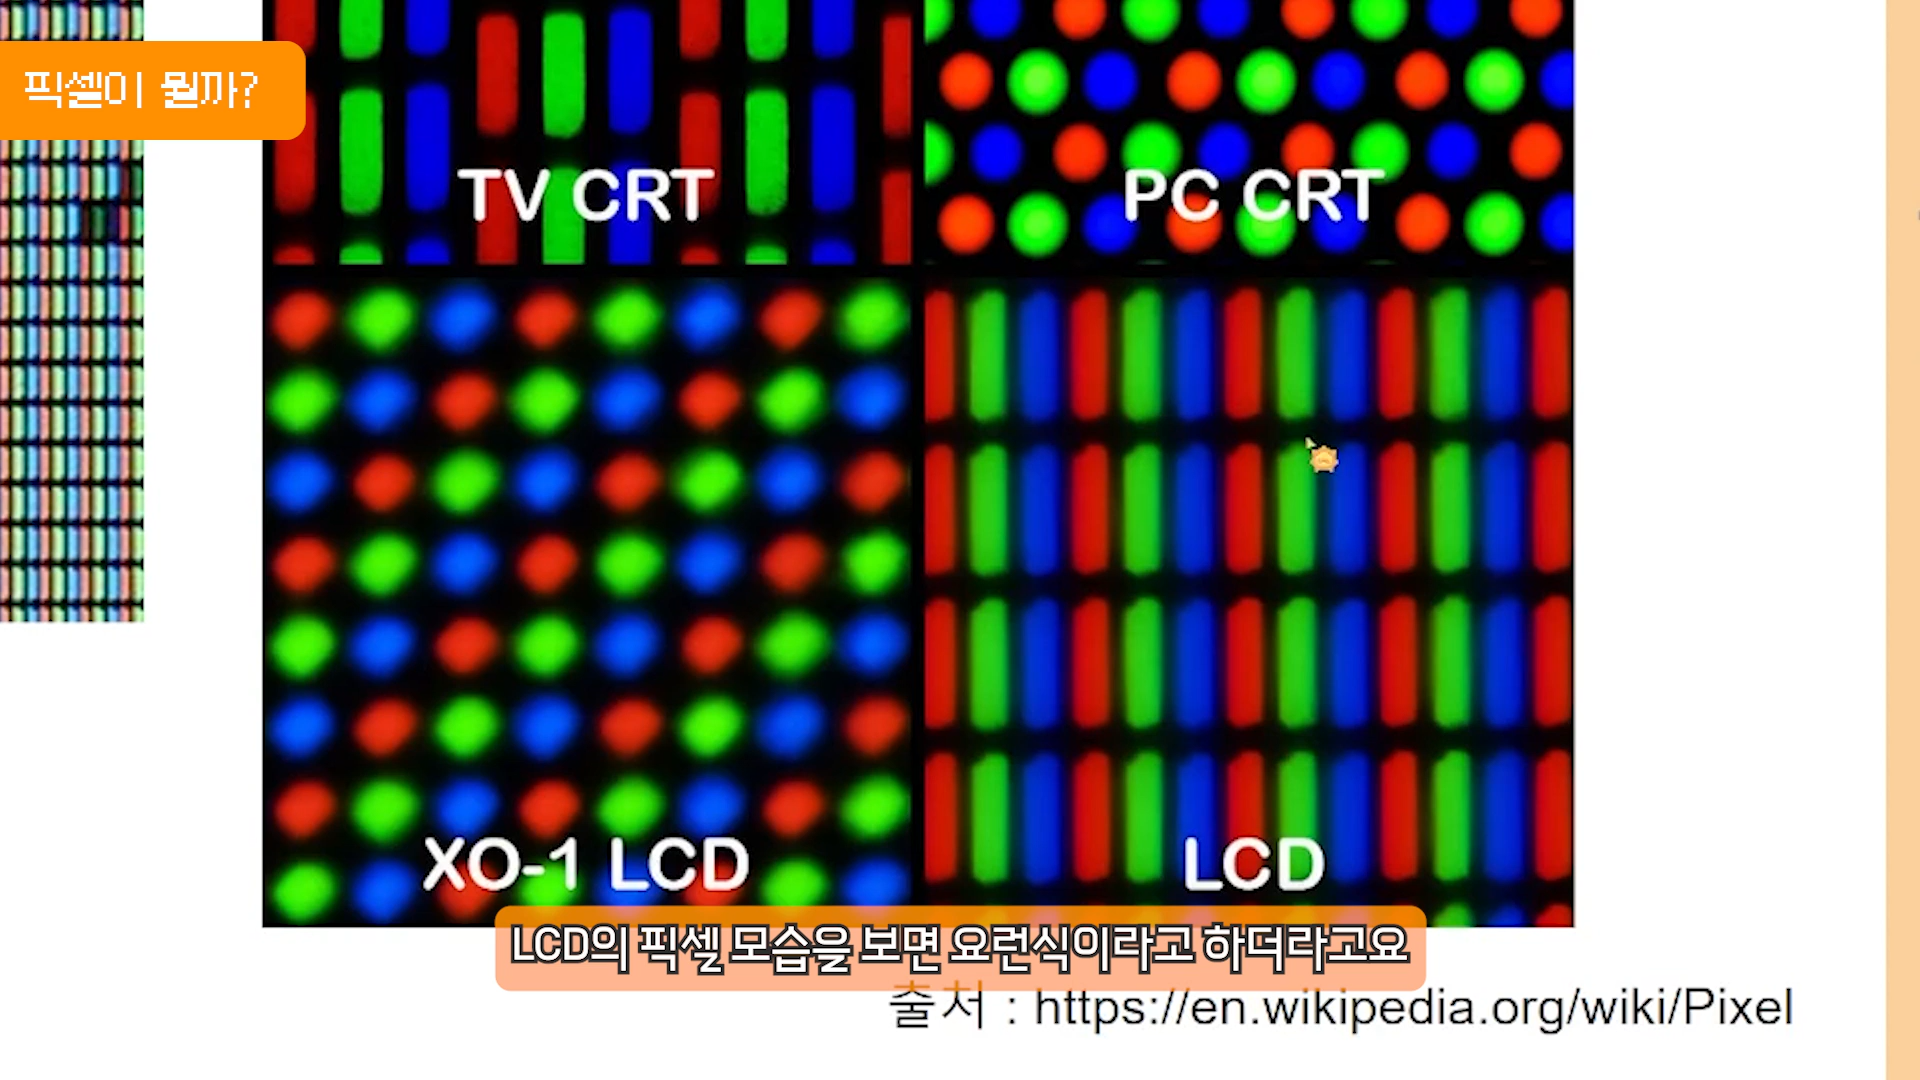 픽셀이 뭘까?
TV CRT
PC CRT
XO-1 LCD
LCD
LCD의 픽셀 모습을 보면 요런식이라고 하더라고요
출처 : https://en.wikipedia.org/wiki/Pixel